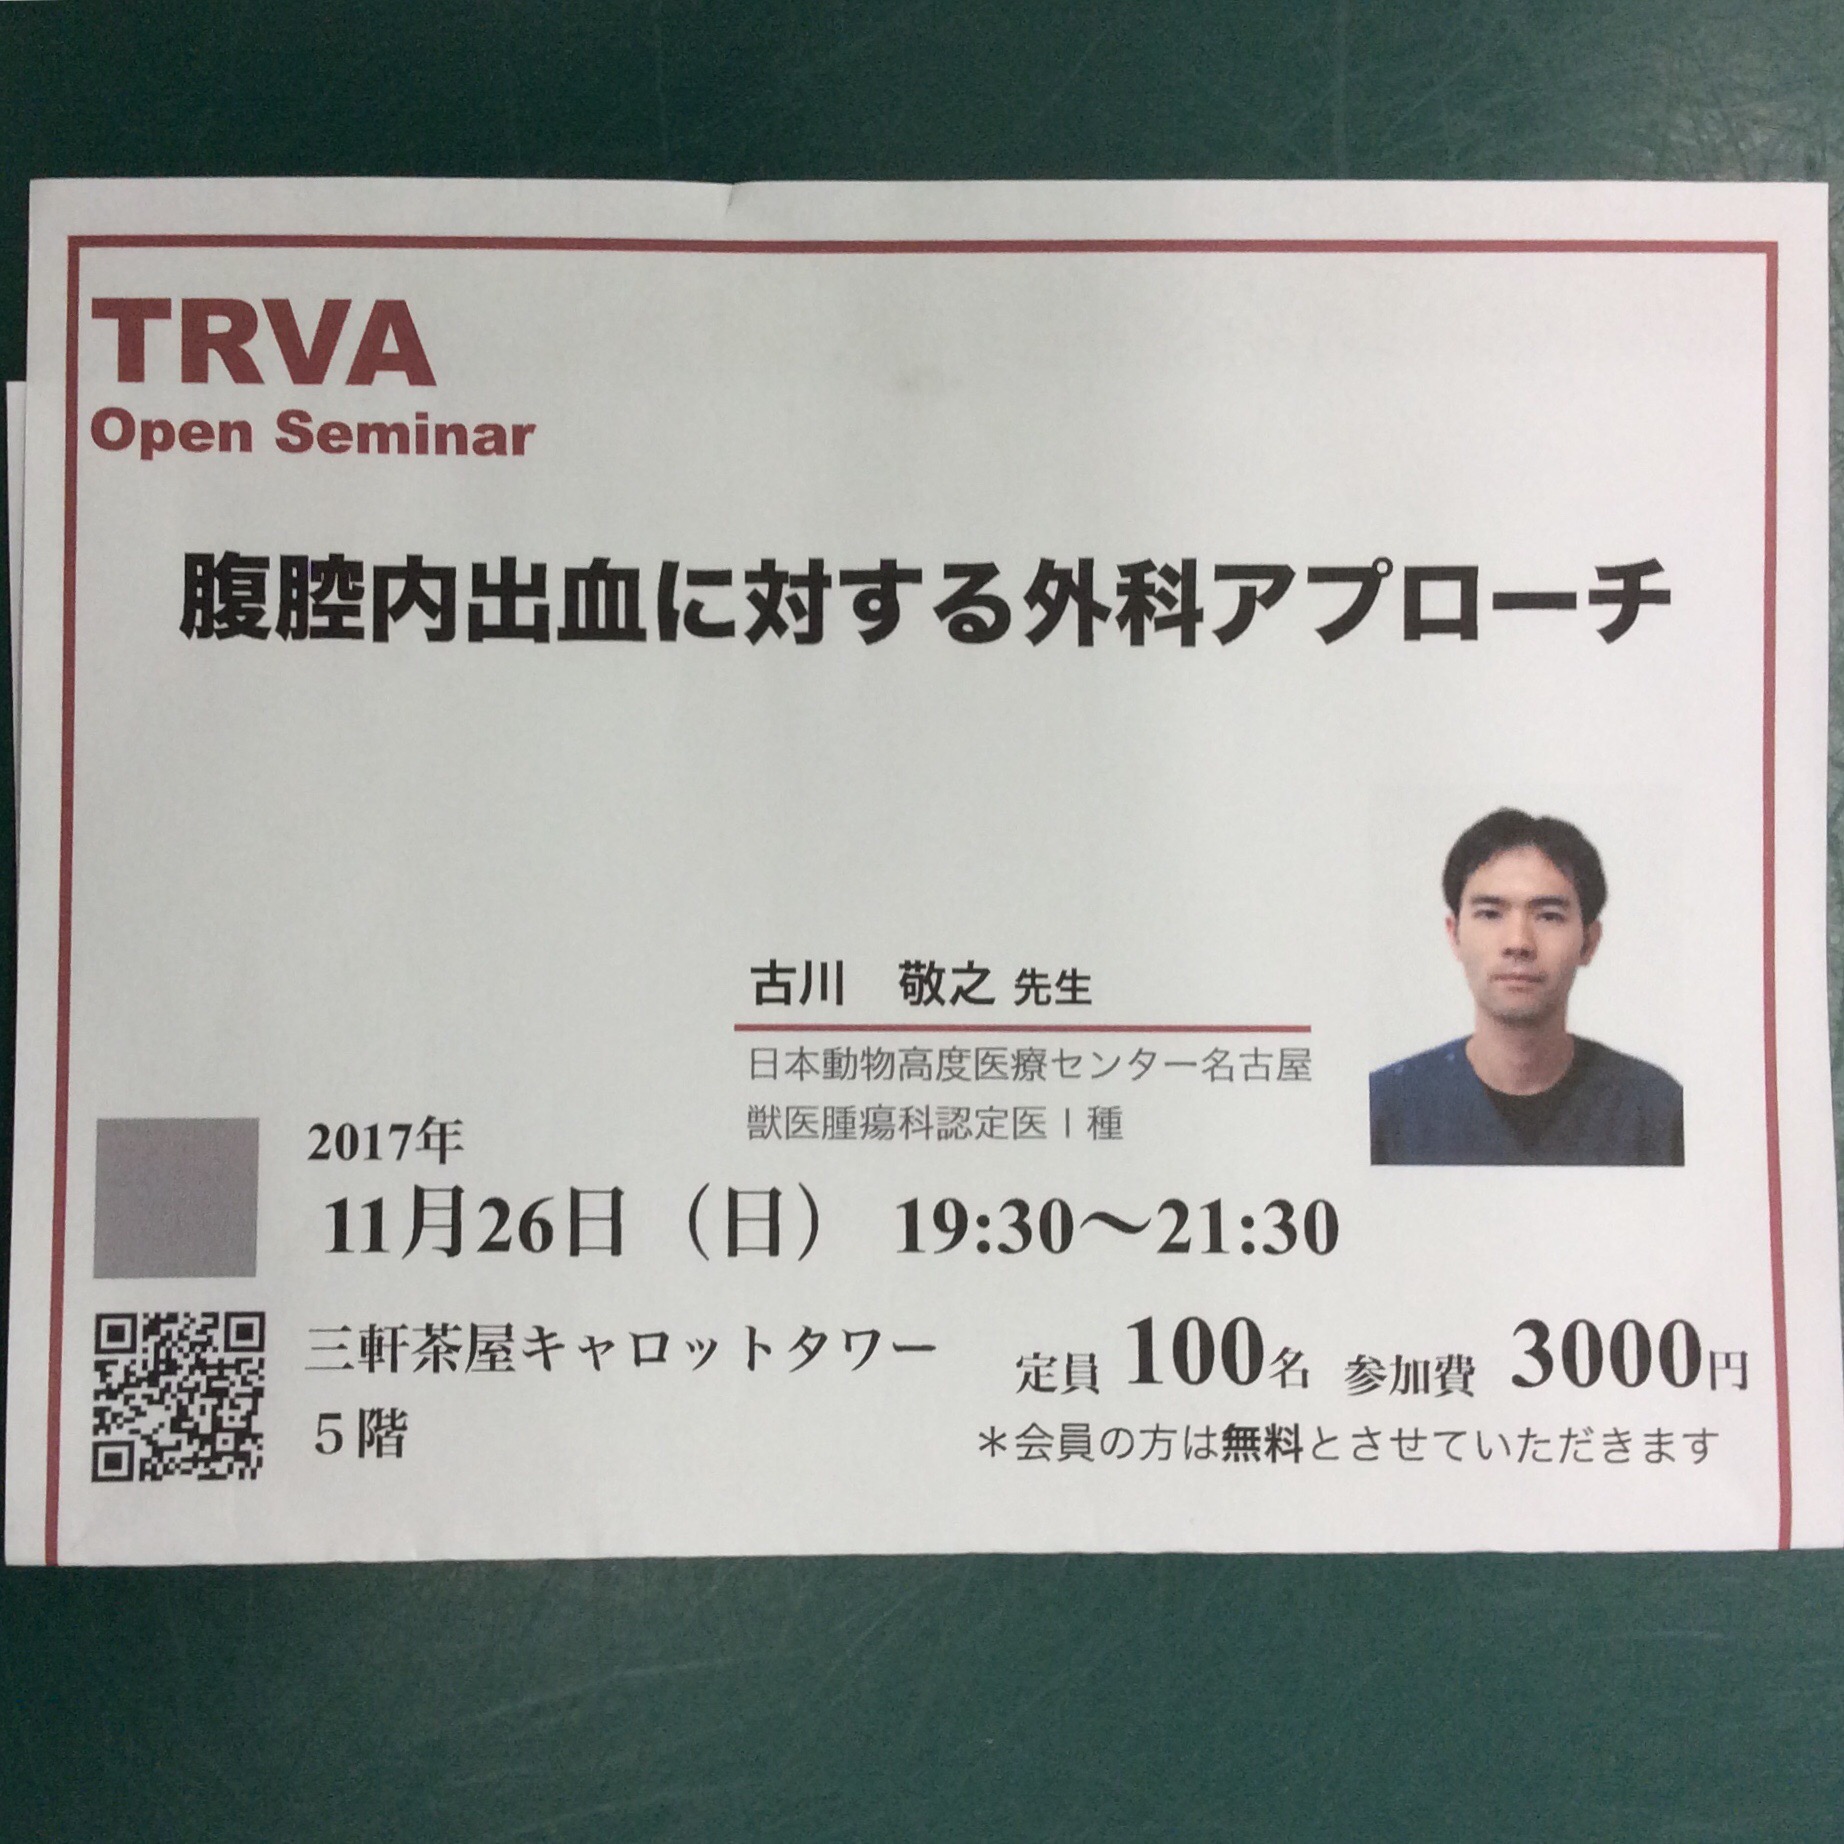 TRVA
Open Seminar
腹腔内出血に対する外科アプローチ
古川　敬之 先生
日本動物高度医療センター名古屋
獣医腫瘍科認定医Ⅰ種
2017年
11月26日（日） 19:30〜21:30
三軒茶屋キャロットタワー
５階
定員 100名 参加費 3000円
＊会員の方は無料とさせていただきます